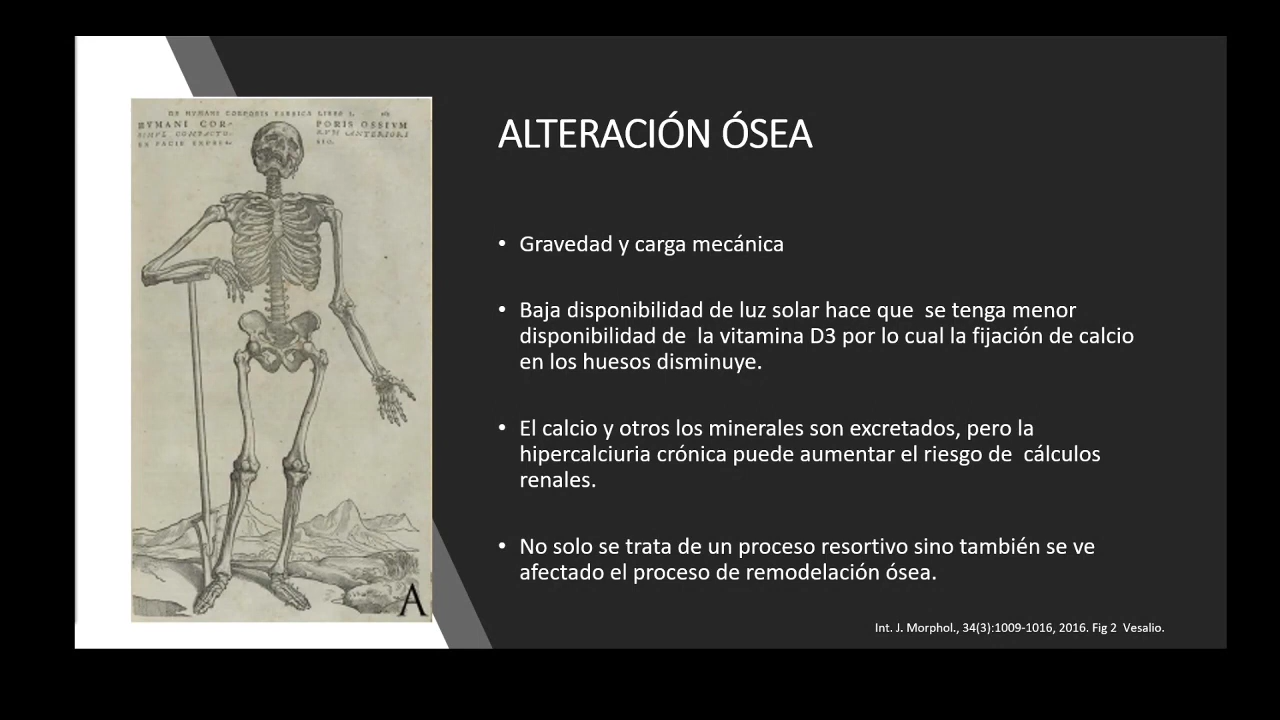 DE HVMANI CORPORIS FABRICA LIBER I.
HVMANI COR-
PORIS OSSIVM
SIMVL COMPACTO-
RVM ANTERIORI
EX FACIE
A
ALTERACIÓN ÓSEA
• Gravedad y carga mecánica
• Baja disponibilidad de luz solar hace que  se tenga menor
disponibilidad de  la vitamina D3 por lo cual la fijación de calcio
en los huesos disminuye.
• El calcio y otros los minerales son excretados, pero la
hipercalciuria crónica puede aumentar el riesgo de  cálculos
renales.
• No solo se trata de un proceso resortivo sino también se ve
afectado el proceso de remodelación ósea.
Int. J. Morphol., 34(3):1009-1016, 2016. Fig 2  Vesalio.